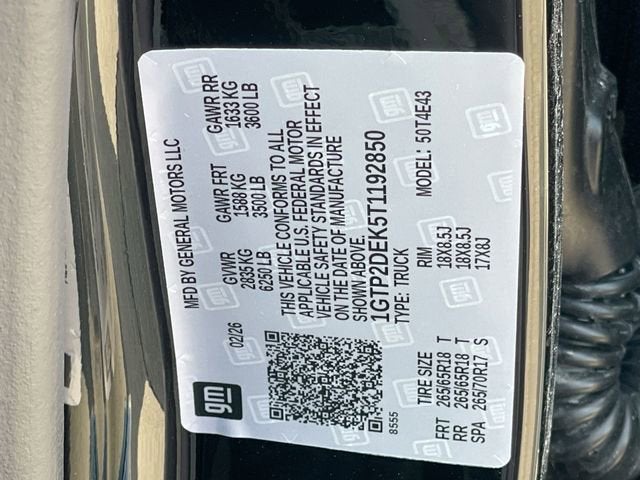 gm
MFD BY GENERAL MOTORS LLC
02/26
GVWR GAWR FRT GAWR RR
2835 KG 1588 KG 1633 KG
6250 LB 3500 LB 3600 LB
THIS VEHICLE CONFORMS TO ALL
APPLICABLE U.S. FEDERAL MOTOR
VEHICLE SAFETY STANDARDS IN EFFECT
ON THE DATE OF MANUFACTURE
SHOWN ABOVE.
1GTP2DEK5T1192850
8555 TYPE: TRUCK MODEL: 50T4E43
TIRE SIZE RIM
FRT 265/65R18 T 18X8.5J
RR 265/65R18 T 18X8.5J
SPA 265/70R17 S 17X8J